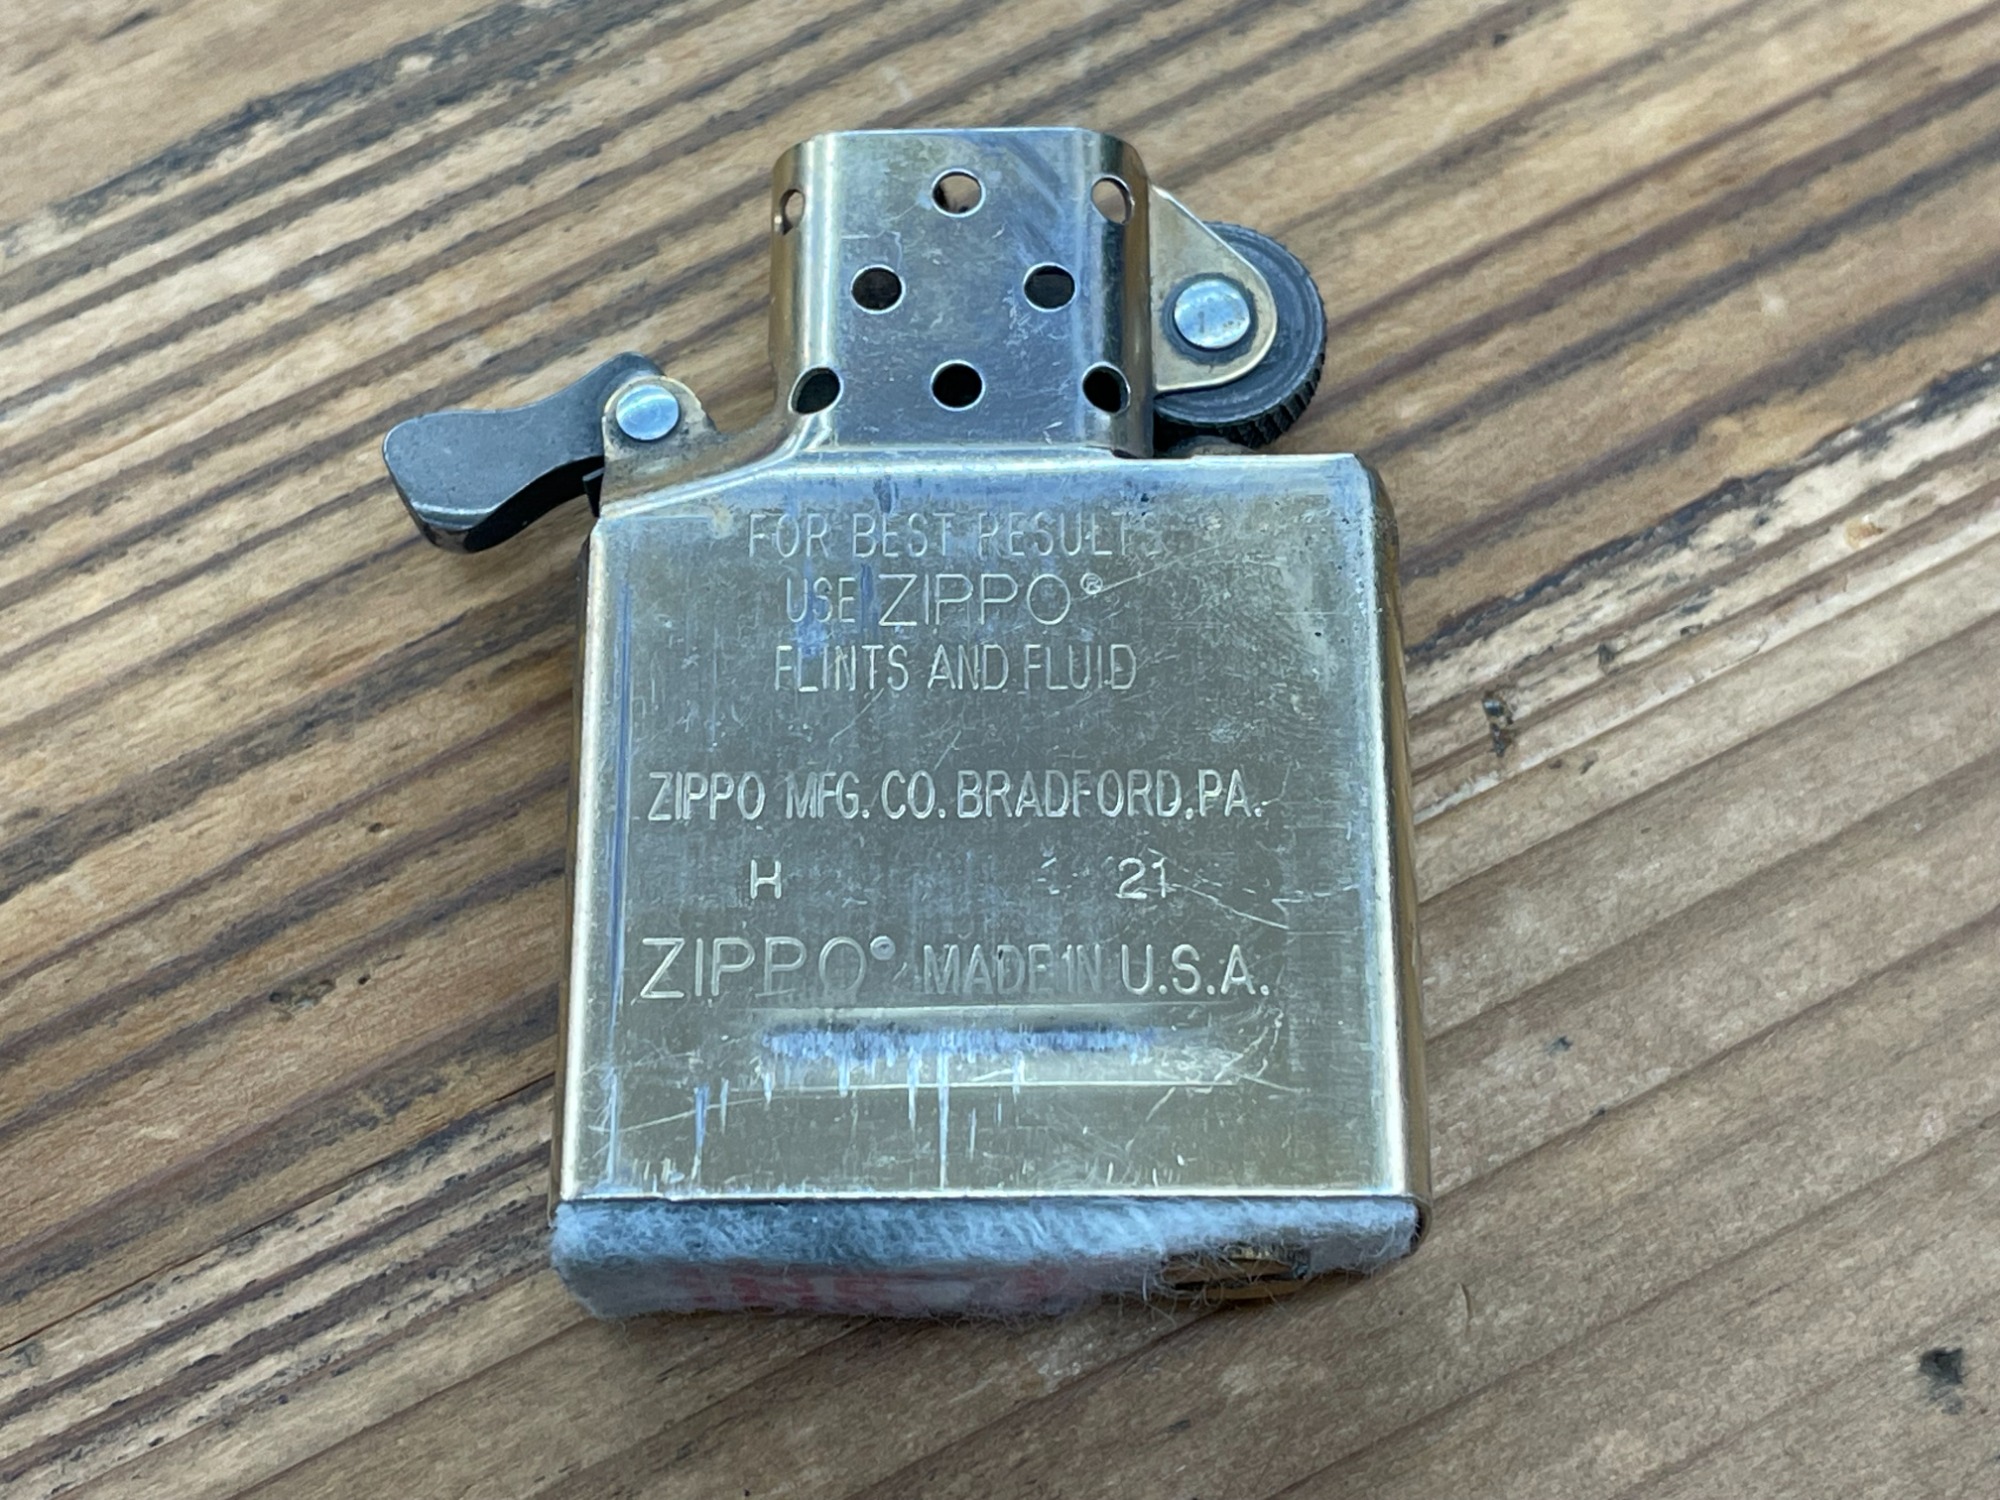 FOR BEST RESULTS
USE ZIPPO®
FLINTS AND FLUID
ZIPPO MFG. CO. BRADFORD, PA.
H 21
ZIPPO® MADE IN U.S.A.